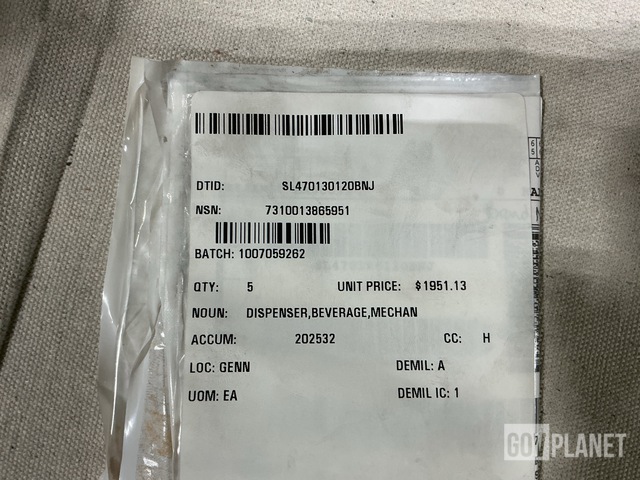 DTID: SL470130120BNJ
NSN: 7310013865951
BATCH: 1007059262
QTY: 5 UNIT PRICE: $1951.13
NOUN: DISPENSER,BEVERAGE,MECHAN
ACCUM: 202532 CC: H
LOC: GENN DEMIL: A
UOM: EA DEMIL IC: 1
GOVPLANET